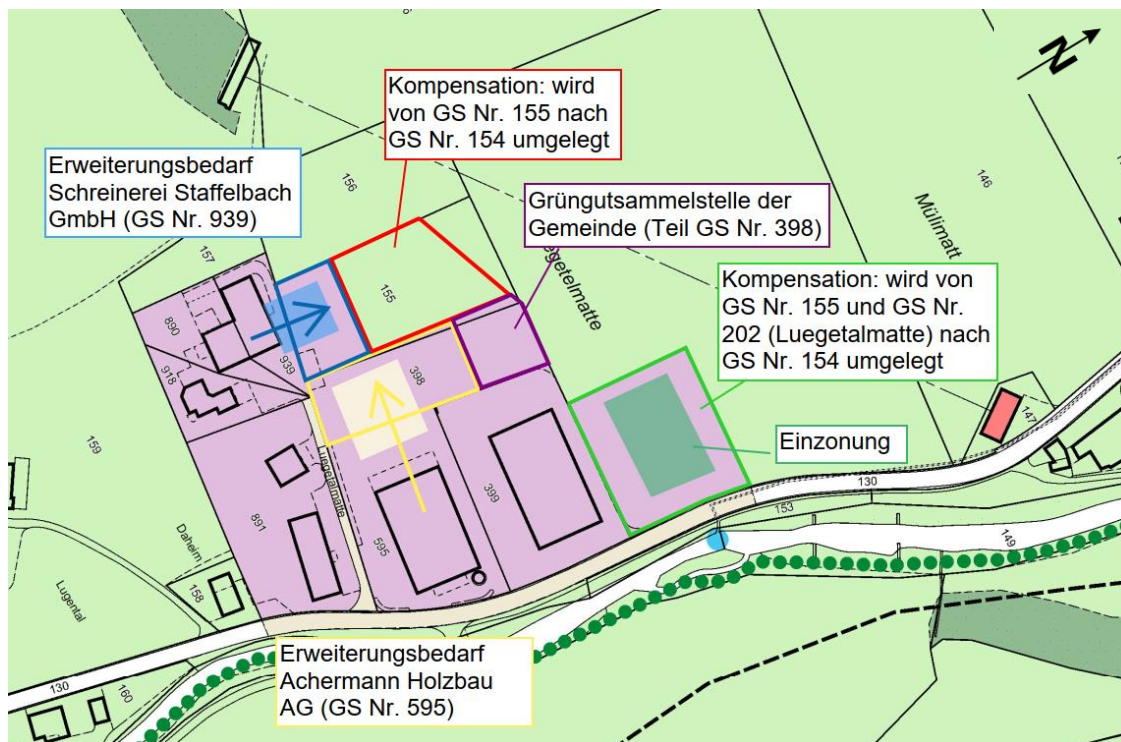 N
Kompensation: wird
von GS Nr. 155 nach
GS Nr. 154 umgelegt
Erweiterungsbedarf
Schreinerei Staffelbach
GmbH (GS Nr. 939)
Grüngutsammelstelle der
Gemeinde (Teil GS Nr. 398)
Kompensation: wird von
GS Nr. 155 und GS Nr.
202 (Luegetalmatte) nach
GS Nr. 154 umgelegt
Einzonung
Erweiterungsbedarf
Achermann Holzbau
AG (GS Nr. 595)
156
146
Mülimatt
egetelmatte
157
155
890
918
939
398
147
159
Luegetalmatte
399
130
153
891
595
149
Daheim
158
Lugental
130
160